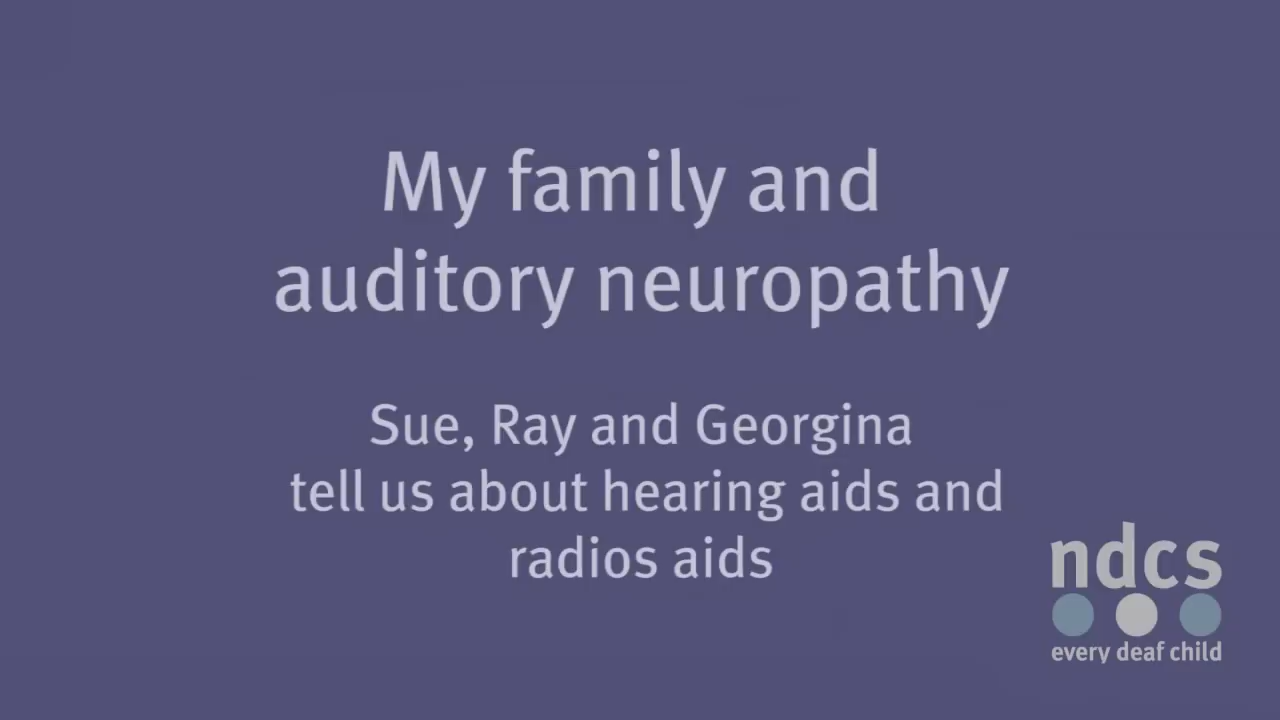 My family and
auditory neuropathy
Sue, Ray and Georgina
tell us about hearing aids and
radios aids
ndcs
every deaf child